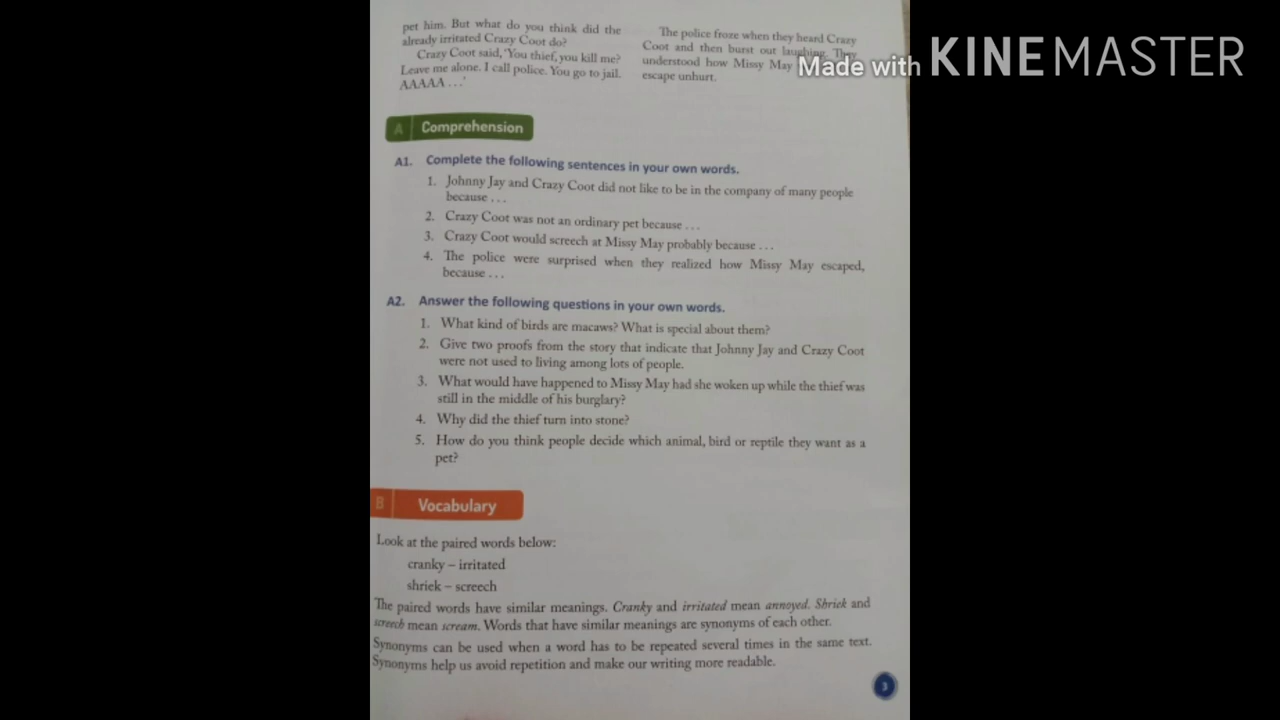 pet him. But what do you think did the
already irritated Crazy Coot do?
Crazy Coot said, 'You thief, you kill me?
Leave me alone. I call police. You go to jail.
AAAAA . . .'
The police froze when they heard Crazy
Coot and then burst out laughing. They
understood how Missy May
escape unhurt.
Made with KINEMASTER
A Comprehension
A1. Complete the following sentences in your own words.
1. Johnny Jay and Crazy Coot did not like to be in the company of many people
because . . .
2. Crazy Coot was not an ordinary pet because . . .
3. Crazy Coot would screech at Missy May probably because . . .
4. The police were surprised when they realized how Missy May escaped,
because . . .
A2. Answer the following questions in your own words.
1. What kind of birds are macaws? What is special about them?
2. Give two proofs from the story that indicate that Johnny Jay and Crazy Coot
were not used to living among lots of people.
3. What would have happened to Missy May had she woken up while the thief was
still in the middle of his burglary?
4. Why did the thief turn into stone?
5. How do you think people decide which animal, bird or reptile they want as a
pet?
B Vocabulary
Look at the paired words below:
cranky – irritated
shriek – screech
The paired words have similar meanings. Cranky and irritated mean annoyed. Shriek and
screech mean scream. Words that have similar meanings are synonyms of each other.
Synonyms can be used when a word has to be repeated several times in the same text.
Synonyms help us avoid repetition and make our writing more readable.
3